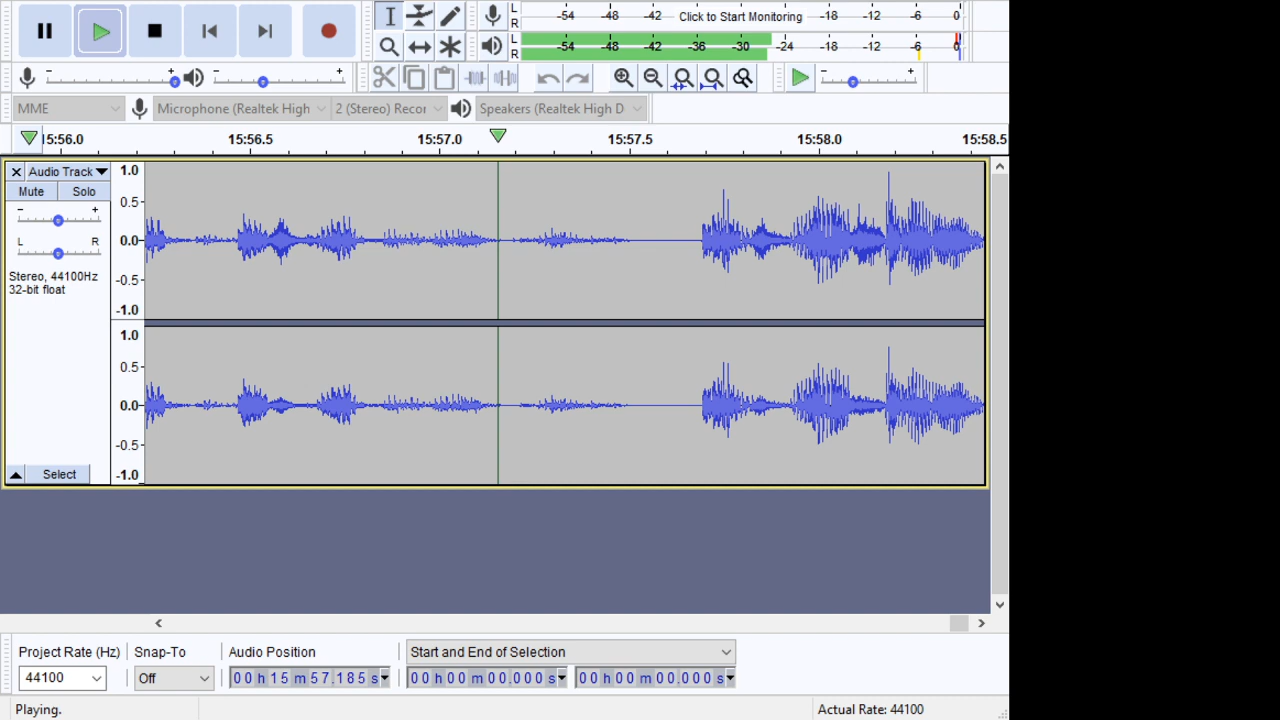 L
R
-54 -48 -42 Click to Start Monitoring -18 -12 -6 0
L
R
-54 -48 -42 -36 -30 -24 -18 -12 -6 0
- + - + - +
MME Microphone (Realtek High 2 (Stereo) Recor Speakers (Realtek High D
15:56.0 15:56.5 15:57.0 15:57.5 15:58.0 15:58.5
Audio Track 1.0
Mute Solo
- + 0.5
L R 0.0
Stereo, 44100Hz -0.5
32-bit float
-1.0
1.0
0.5
0.0
-0.5
Select -1.0
Project Rate (Hz) Snap-To Audio Position Start and End of Selection
44100 Off 00 h 15 m 57.185 s 00 h 00 m 00.000 s 00 h 00 m 00.000 s
Playing. Actual Rate: 44100